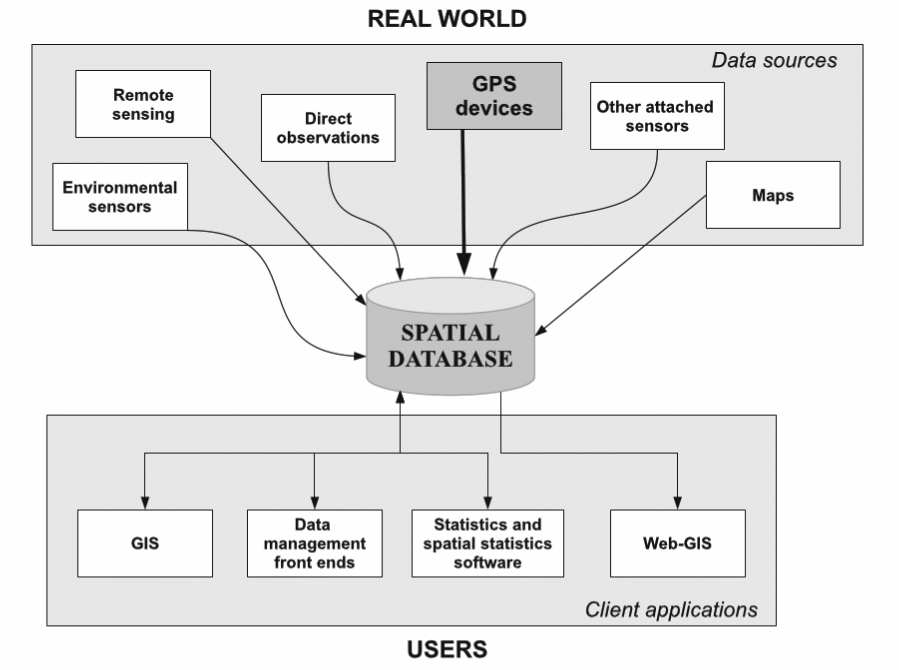 REAL WORLD
Data sources
Remote
sensing
Direct
observations
GPS
devices
Other attached
sensors
Environmental
sensors
Maps
SPATIAL
DATABASE
GIS
Data
management
front ends
Statistics and
spatial statistics
software
Web-GIS
Client applications
USERS